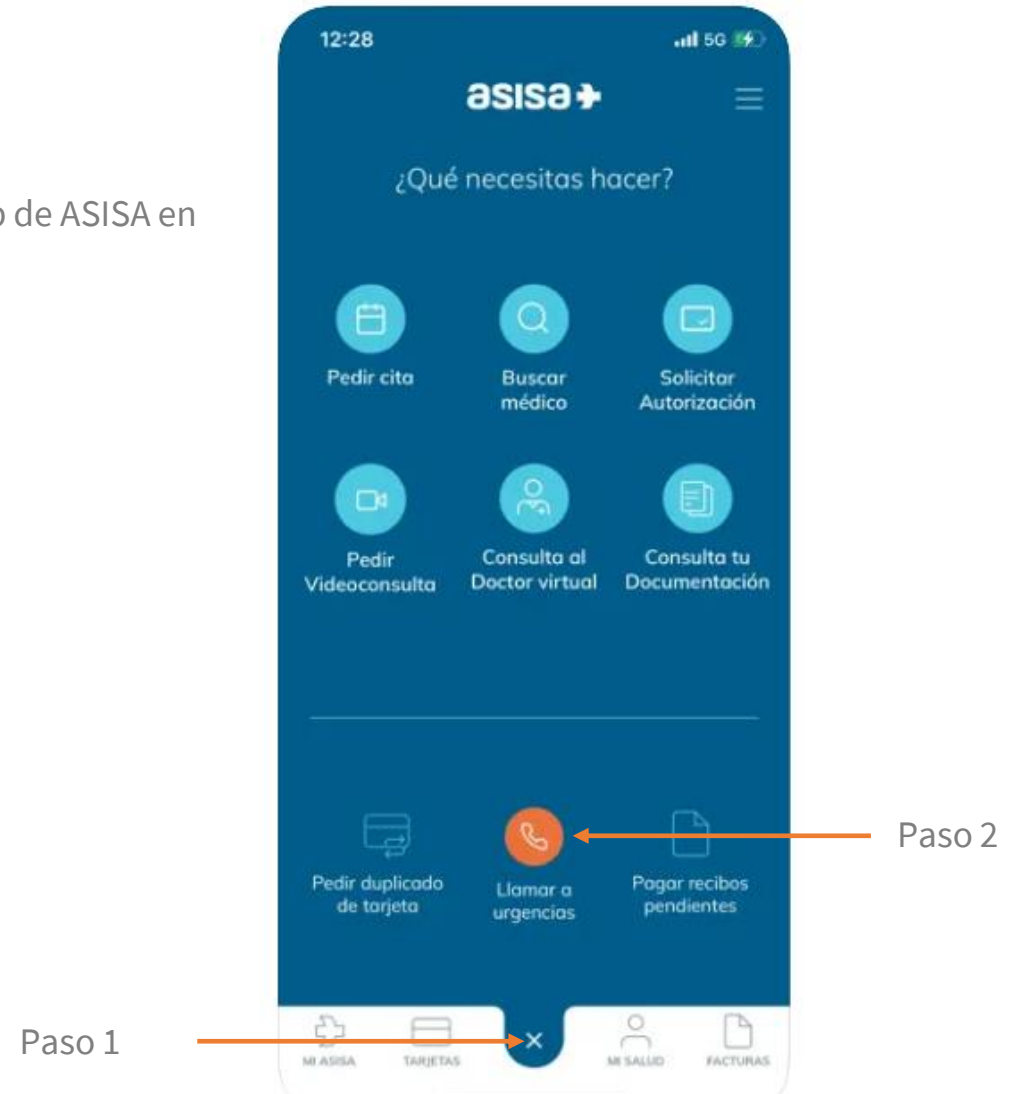 12:28
5G
asisa
¿Qué necesitas hacer?
de ASISA en
Pedir cita
Buscar
médico
Solicitar
Autorización
Pedir
Videoconsulta
Consulta al
Doctor virtual
Consulta tu
Documentación
Paso 2
Pedir duplicado
de tarjeta
Llamar a
urgencias
Pagar recibos
pendientes
Paso 1
MI ASISA
TARJETAS
MI SALUD
FACTURAS